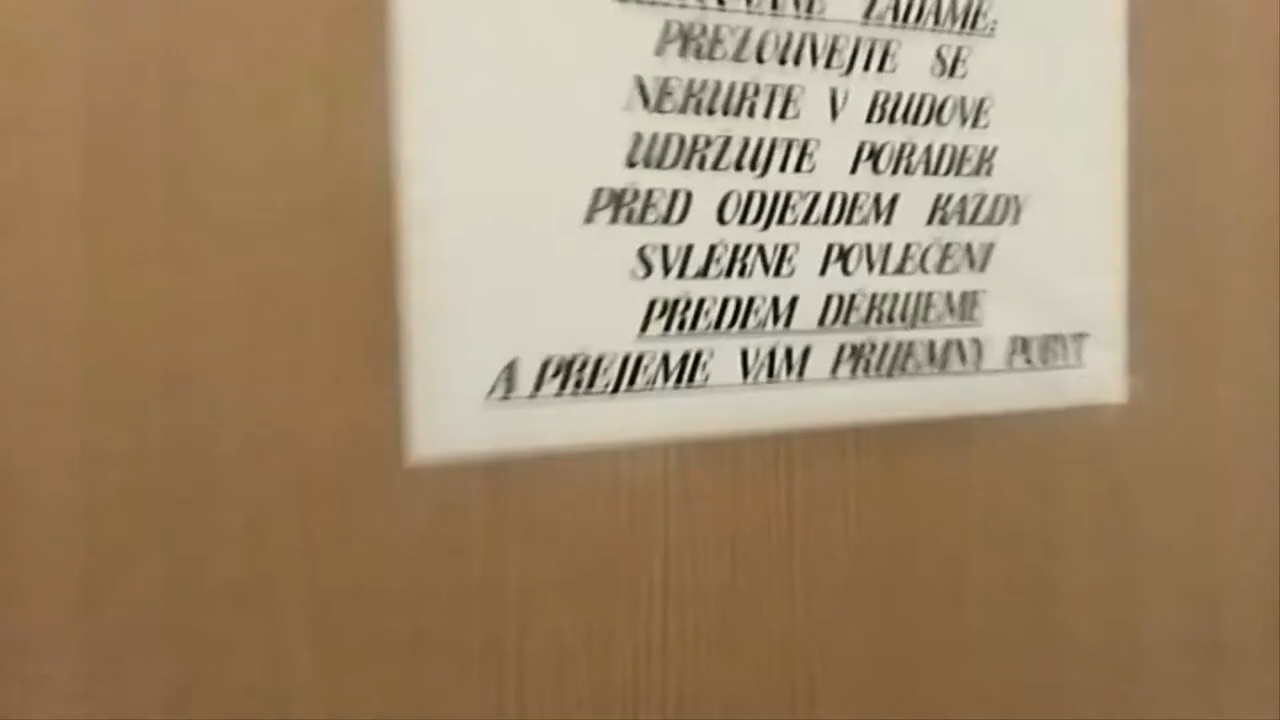 ŽÁDÁME:
PŘEZOUVEJTE SE
NEKUŘTE V BUDOVĚ
UDRŽUJTE POŘÁDEK
PŘED ODJEZDEM KAŽDÝ
SVLÉKNE POVLEČENÍ
PŘEDEM DĚKUJEME
A PŘEJEME VÁM PŘÍJEMNÝ POBYT